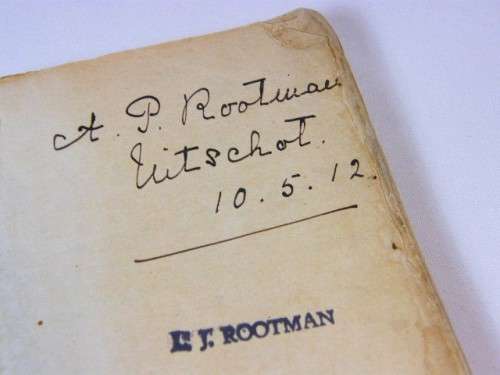 A. P. Rootman
Uitschot.
10.5.12.
J. ROOTMAN